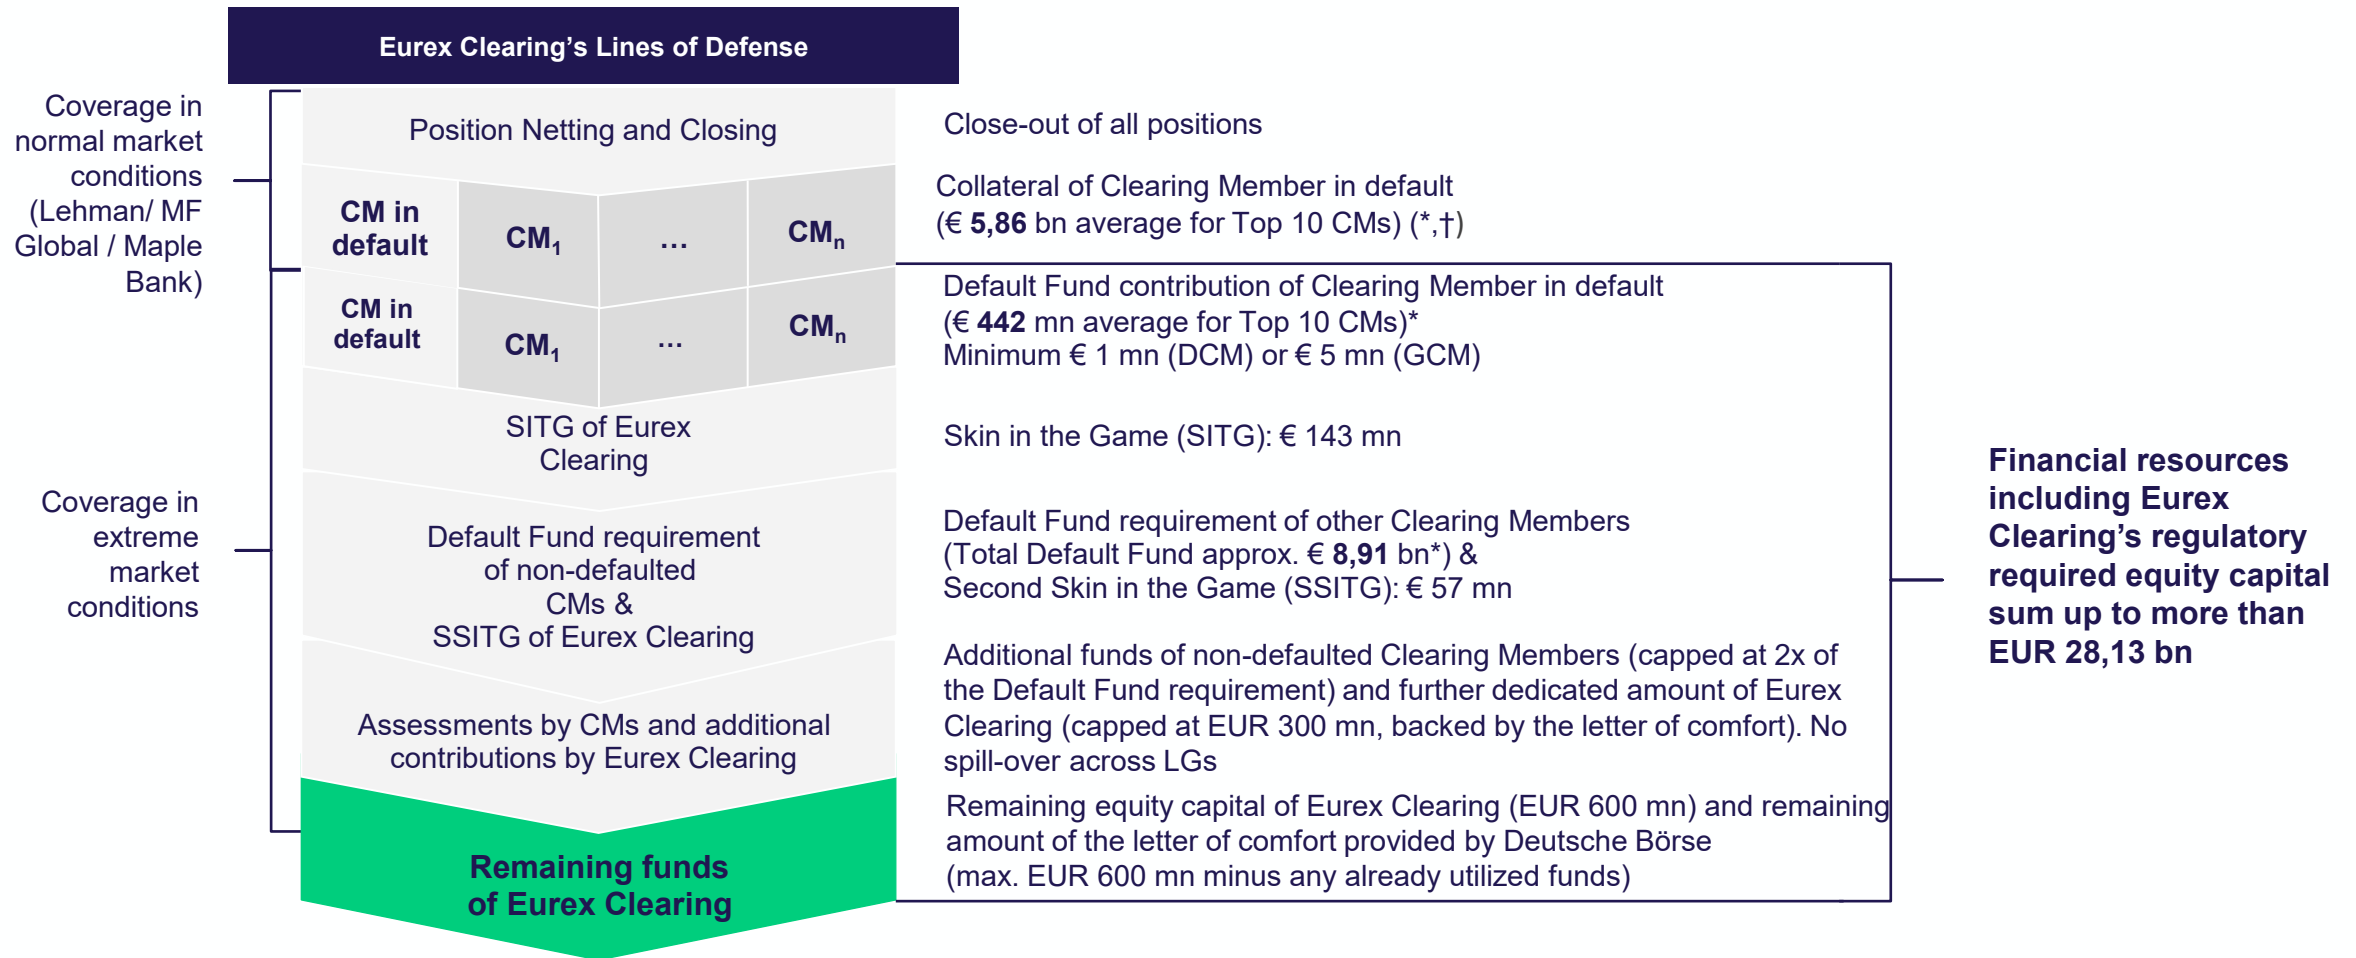 Eurex Clearing’s Lines of Defense
Coverage in
normal market
conditions
(Lehman/ MF
Global / Maple
Bank)
Position Netting and Closing
Close-out of all positions
CM in
default
CM1
...
CMn
Collateral of Clearing Member in default
(€ 5,86 bn average for Top 10 CMs) (*,†)
CM in
default
CM1
...
CMn
Default Fund contribution of Clearing Member in default
(€ 442 mn average for Top 10 CMs)*
Minimum € 1 mn (DCM) or € 5 mn (GCM)
SITG of Eurex
Clearing
Skin in the Game (SITG): € 143 mn
Coverage in
extreme
market
conditions
Default Fund requirement
of non-defaulted
CMs &
SSITG of Eurex Clearing
Default Fund requirement of other Clearing Members
(Total Default Fund approx. € 8,91 bn*) &
Second Skin in the Game (SSITG): € 57 mn
Assessments by CMs and additional
contributions by Eurex Clearing
Additional funds of non-defaulted Clearing Members (capped at 2x of
the Default Fund requirement) and further dedicated amount of Eurex
Clearing (capped at EUR 300 mn, backed by the letter of comfort). No
spill-over across LGs
Remaining funds
of Eurex Clearing
Remaining equity capital of Eurex Clearing (EUR 600 mn) and remaining
amount of the letter of comfort provided by Deutsche Börse
(max. EUR 600 mn minus any already utilized funds)
Financial resources
including Eurex
Clearing’s regulatory
required equity capital
sum up to more than
EUR 28,13 bn